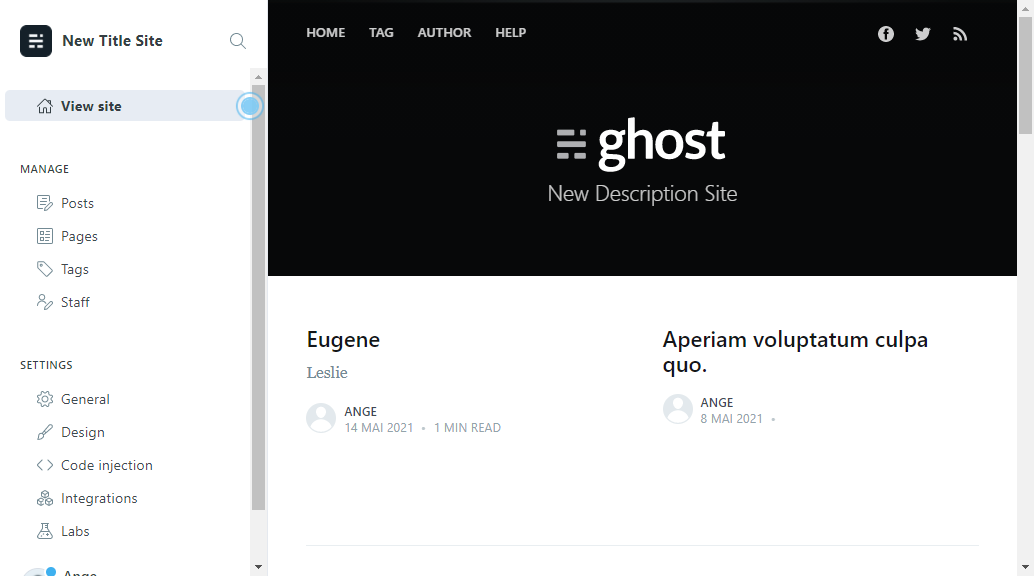 New Title Site
View site
MANAGE
Posts
Pages
Tags
Staff
SETTINGS
General
Design
Code injection
Integrations
Labs
Ange
HOME TAG AUTHOR HELP
ghost
New Description Site
Eugene
Leslie
ANGE
14 MAI 2021 • 1 MIN READ
Aperiam voluptatum culpa
quo.
ANGE
8 MAI 2021 •